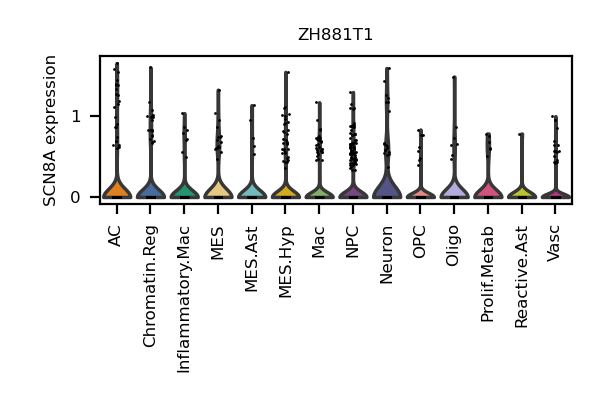 ZH881T1
SCN8A expression
1
0
AC
Chromatin.Reg
Inflammatory.Mac
MES
MES.Ast
MES.Hyp
Mac
NPC
Neuron
OPC
Oligo
Prolif.Metab
Reactive.Ast
Vasc